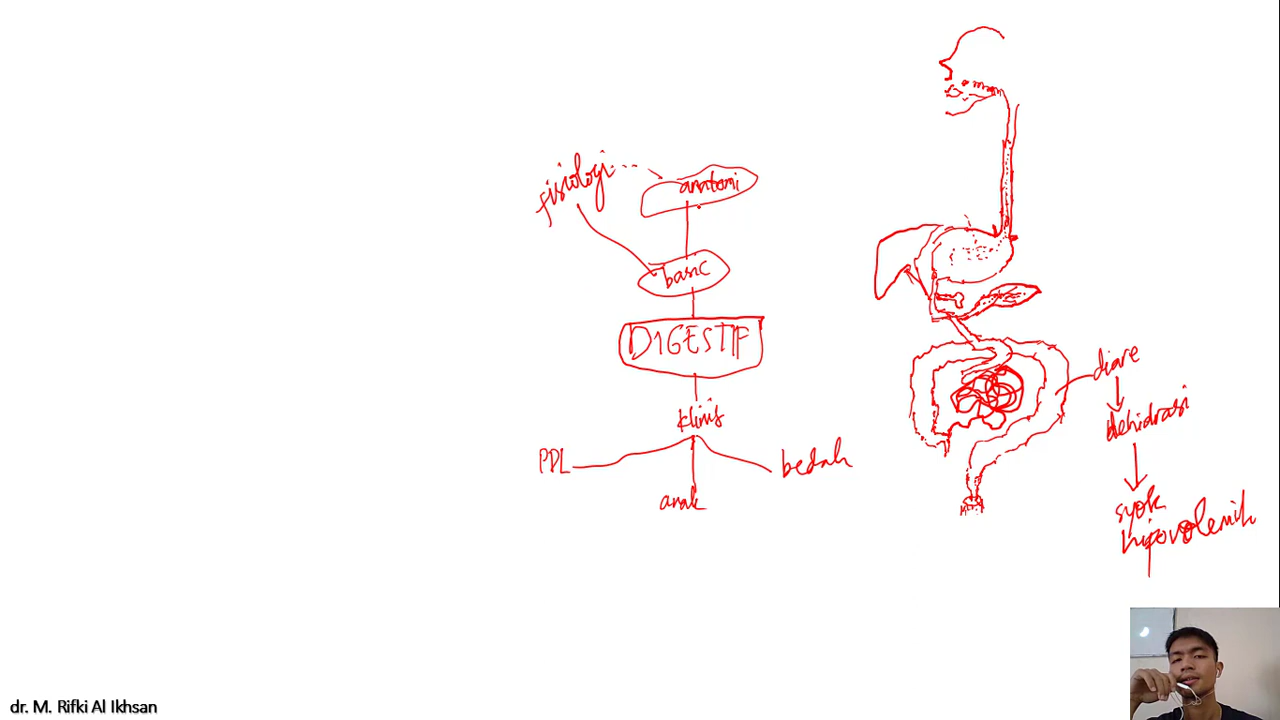 fisiologi...
anatomi
basic
DIGESTIF
klinis
PDL
anak
bedah
diare
dehidrasi
syok
hipovolemik
dr. M. Rifki Al Ikhsan